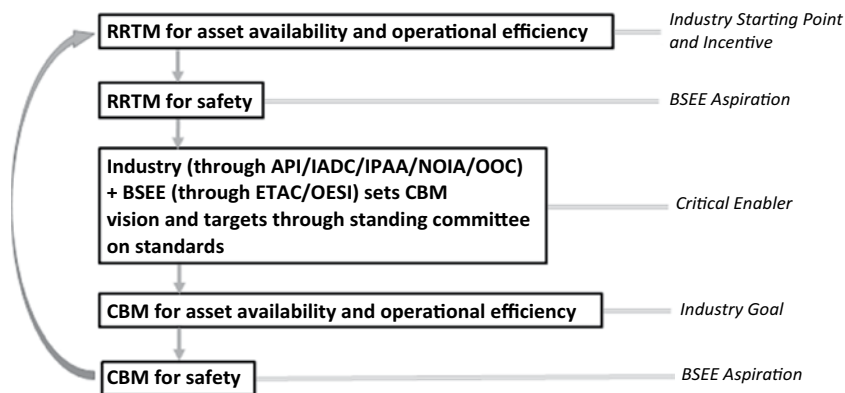 RRTM for asset availability and operational efficiency
Industry Starting Point
and Incentive
RRTM for safety
BSEE Aspiration
Industry (through API/IADC/IPAA/NOIA/OOC)
+ BSEE (through ETAC/OESI) sets CBM
vision and targets through standing committee
on standards
Critical Enabler
CBM for asset availability and operational efficiency
Industry Goal
CBM for safety
BSEE Aspiration